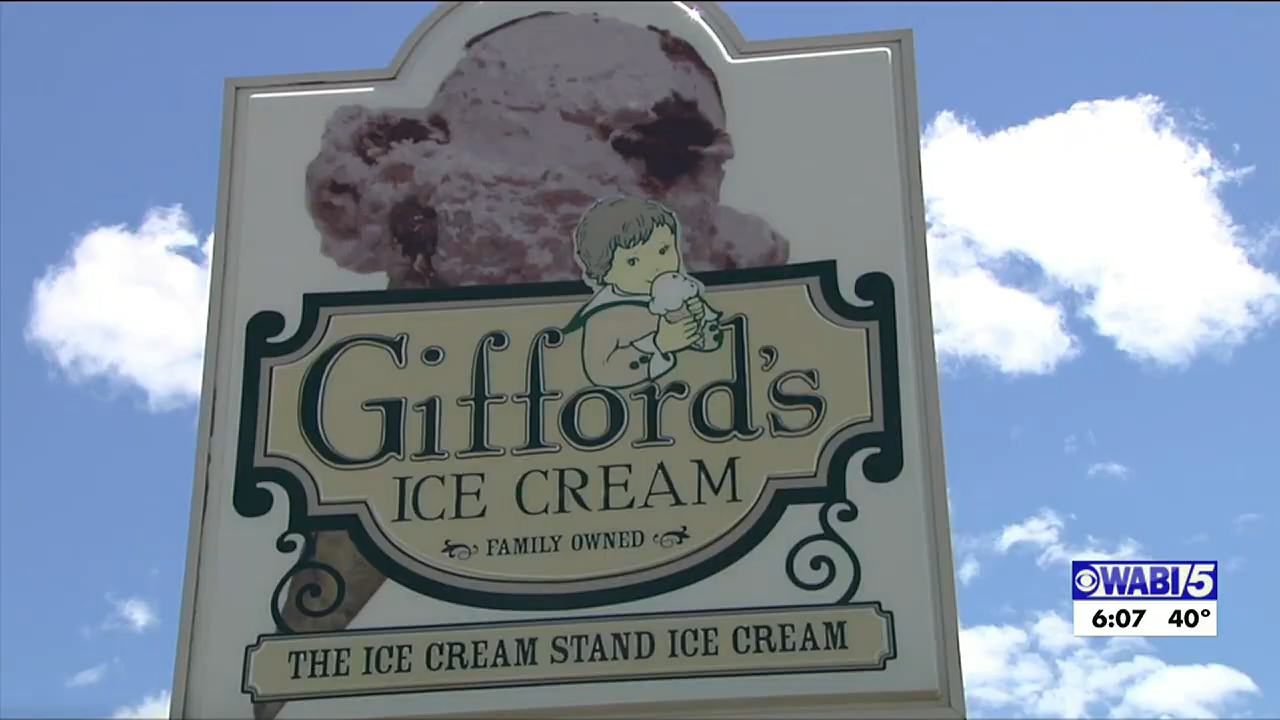 Gifford's
ICE CREAM
FAMILY OWNED
THE ICE CREAM STAND ICE CREAM
WABI 5
6:07 40°